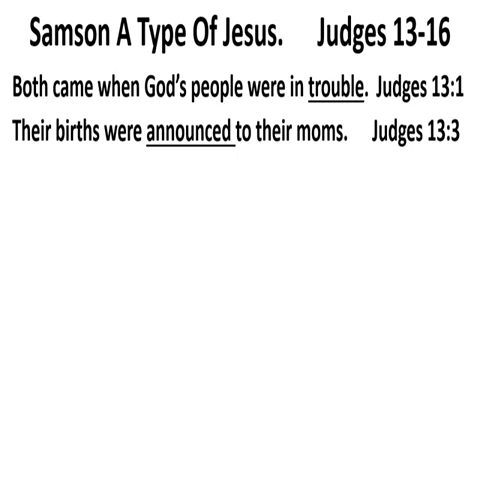 Samson A Type Of Jesus. Judges 13-16
Both came when God's people were in trouble. Judges 13:1
Their births were announced to their moms. Judges 13:3